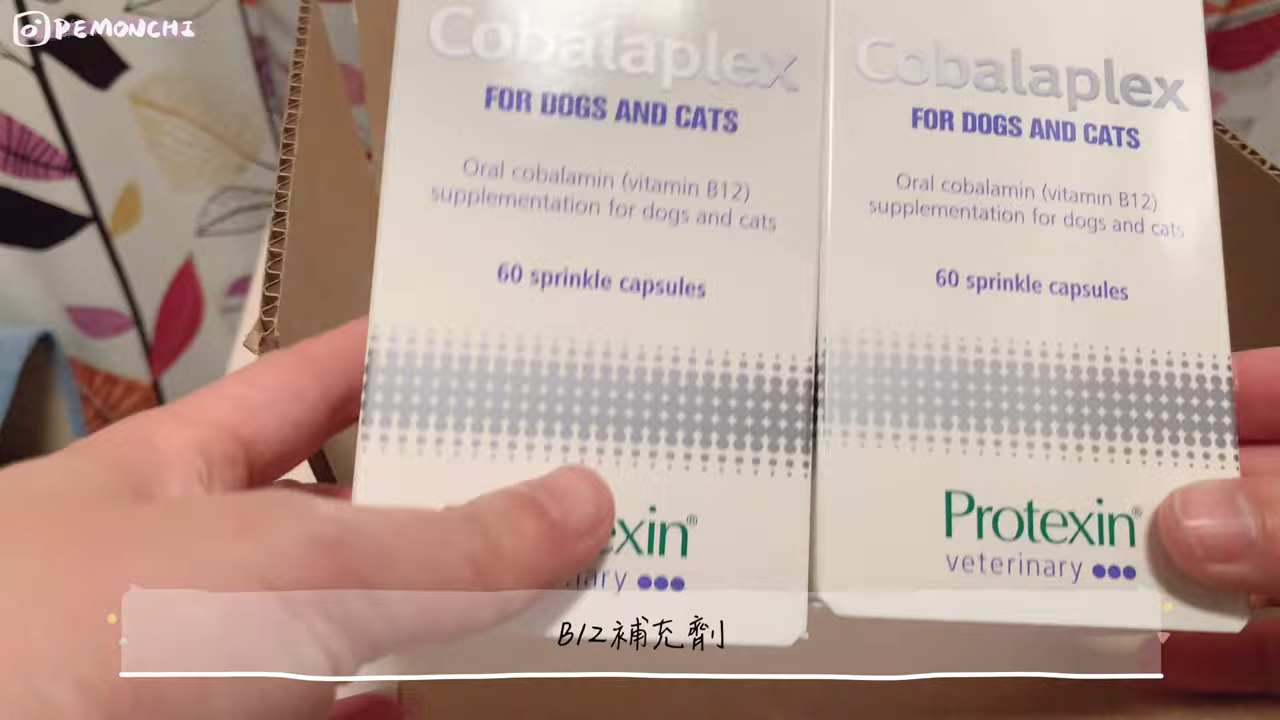 PEMONCHI
Cobalaplex
FOR DOGS AND CATS
Oral cobalamin (vitamin B12)
supplementation for dogs and cats
60 sprinkle capsules
exin®
Cobalaplex
FOR DOGS AND CATS
Oral cobalamin (vitamin B12)
supplementation for dogs and cats
60 sprinkle capsules
Protexin®
veterinary
B12補充劑